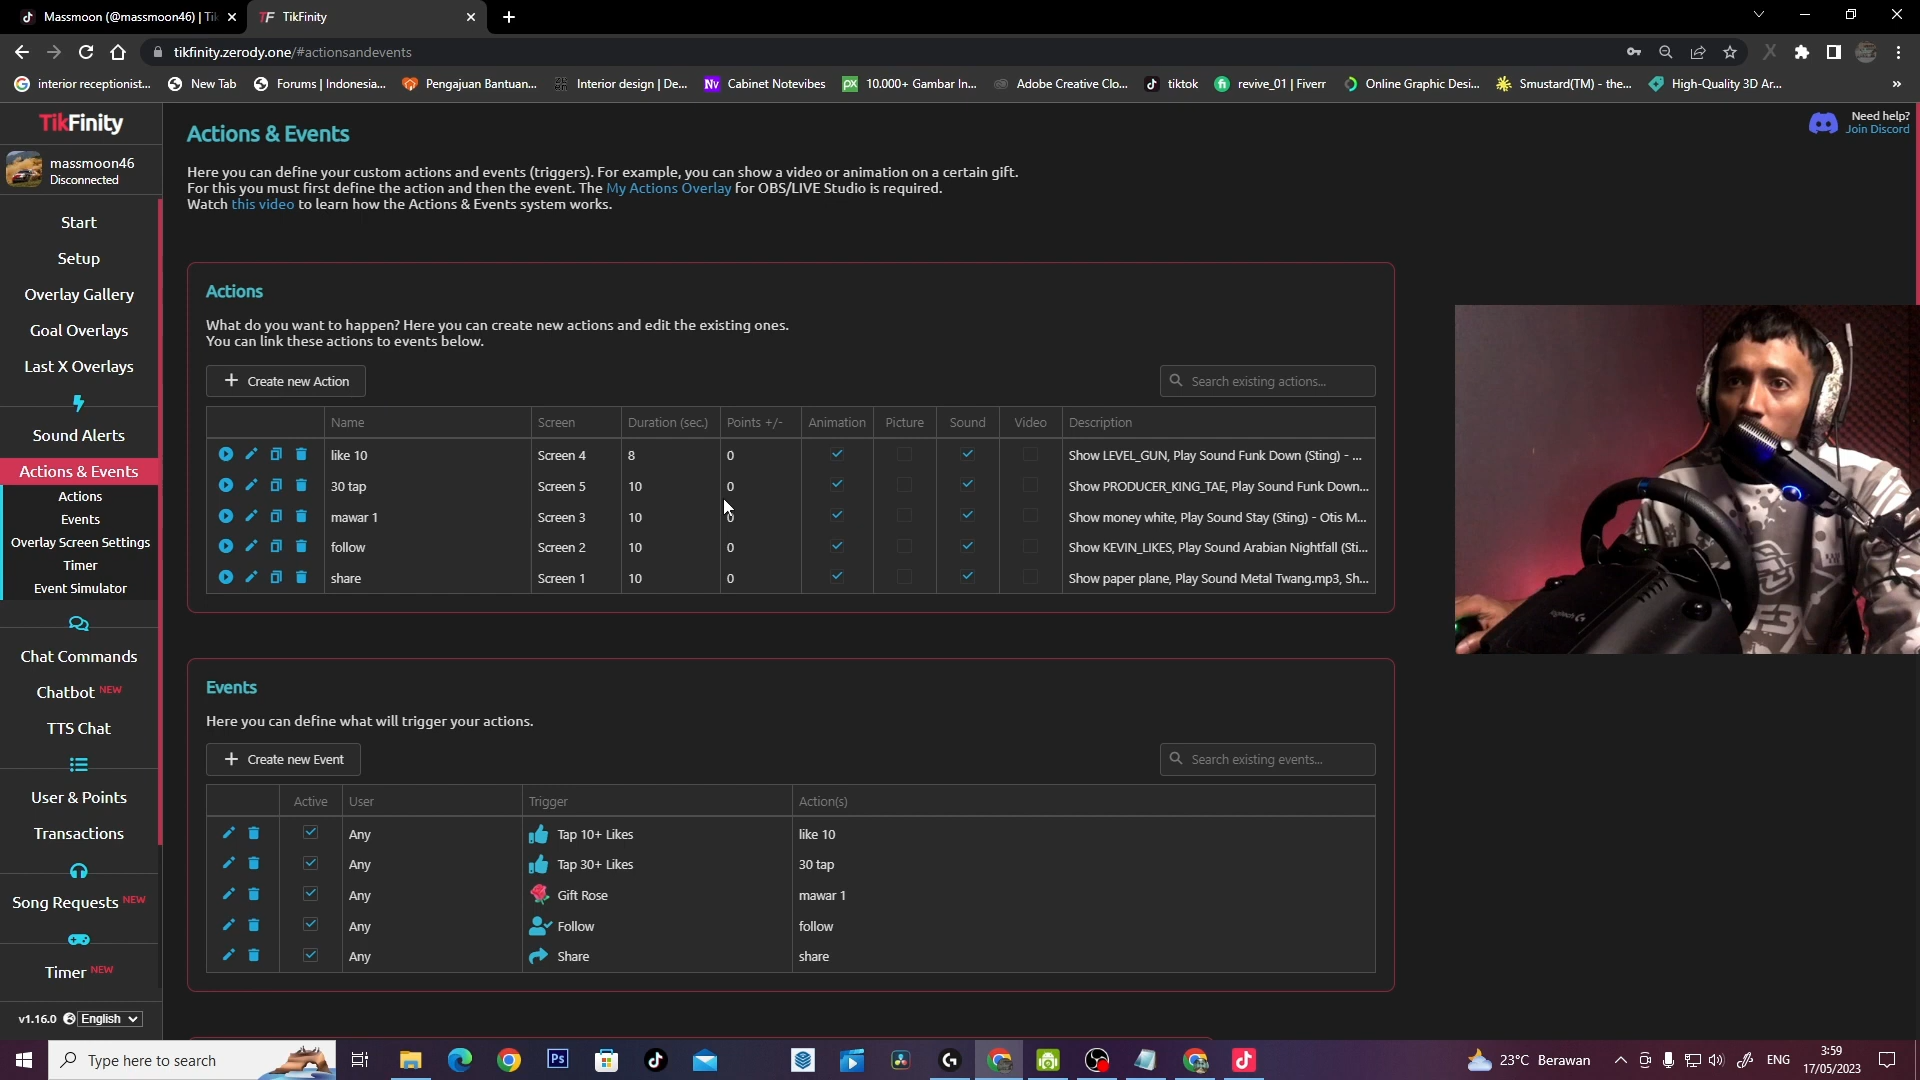 Massmoon (@massmoon46) | Tik
TikFinity
tikfinity.zerody.one/#actionsandevents
interior receptionist...
New Tab
Forums | Indonesia...
Pengajuan Bantuan...
Interior design | De...
Cabinet Notevibes
10.000+ Gambar In...
Adobe Creative Clo...
tiktok
revive_01 | Fiverr
Online Graphic Desi...
Smustard(TM) - the...
High-Quality 3D Ar...
»
TikFinity
massmoon46
Disconnected
Start
Setup
Overlay Gallery
Goal Overlays
Last X Overlays
Sound Alerts
Actions & Events
Actions
Events
Overlay Screen Settings
Timer
Event Simulator
Chat Commands
Chatbot NEW
TTS Chat
User & Points
Transactions
Song Requests NEW
Timer NEW
v1.16.0 English
Need help?
Join Discord
Actions & Events
Here you can define your custom actions and events (triggers). For example, you can show a video or animation on a certain gift.
For this you must first define the action and then the event. The My Actions Overlay for OBS/LIVE Studio is required.
Watch this video to learn how the Actions & Events system works.
Actions
What do you want to happen? Here you can create new actions and edit the existing ones.
You can link these actions to events below.
+ Create new Action
Search existing actions...
Name Screen Duration (sec.) Points +/- Animation Picture Sound Video Description
like 10 Screen 4 8 0 Show LEVEL_GUN, Play Sound Funk Down (Sting) - ...
30 tap Screen 5 10 0 Show PRODUCER_KING_TAE, Play Sound Funk Down...
mawar 1 Screen 3 10 0 Show money white, Play Sound Stay (Sting) - Otis M...
follow Screen 2 10 0 Show KEVIN_LIKES, Play Sound Arabian Nightfall (Sti...
share Screen 1 10 0 Show paper plane, Play Sound Metal Twang.mp3, Sh...
Events
Here you can define what will trigger your actions.
+ Create new Event
Search existing events...
Active User Trigger Action(s)
Any Tap 10+ Likes like 10
Any Tap 30+ Likes 30 tap
Any Gift Rose mawar 1
Any Follow follow
Any Share share
Type here to search
Ps
23°C Berawan
ENG
3:59
17/05/2023